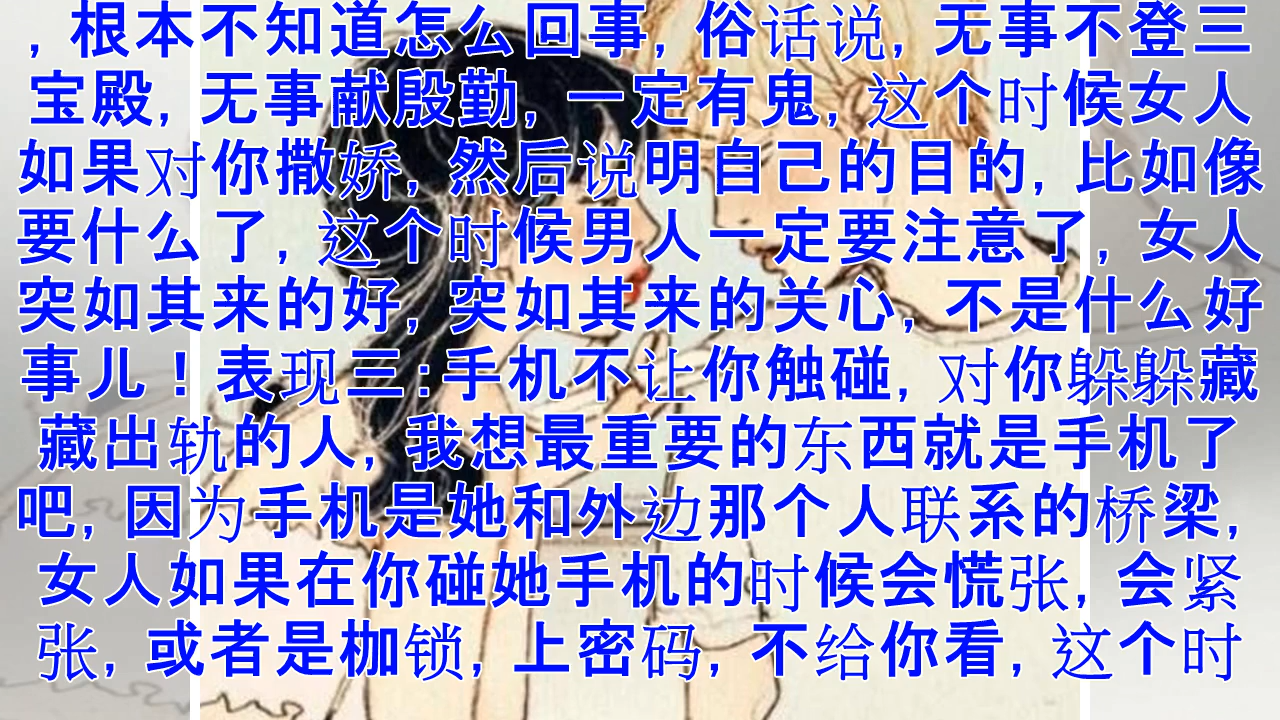 ,根本不知道怎么回事,俗话说,无事不登三
宝殿,无事献殷勤,一定有鬼,这个时候女人
如果对你撒娇,然后说明自己的目的,比如像
要什么了,这个时候男人一定要注意了,女人
突如其来的好,突如其来的关心,不是什么好
事儿!表现三:手机不让你触碰,对你躲躲藏
藏出轨的人,我想最重要的东西就是手机了
吧,因为手机是她和外边那个人联系的桥梁,
女人如果在你碰她手机的时候会慌张,会紧
张,或者是枷锁,上密码,不给你看,这个时